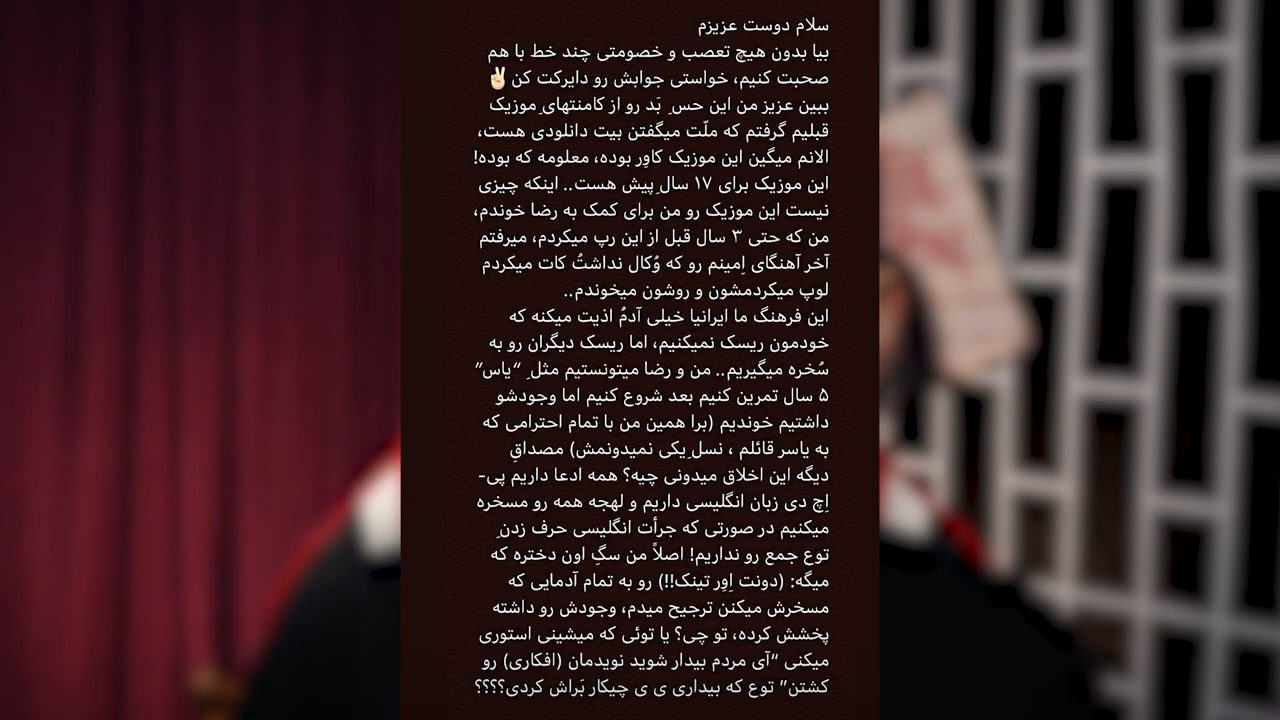 سلام دوست عزیزم
بیا بدون هیچ تعصب و خصومتی چند خط با هم
صحبت کنیم، خواستی جوابش رو دایرکت کن ✌🏻
ببین عزیز من این حسِ بَد رو از کامنتهایِ موزیک
قبلیم گرفتم که ملّت میگفتن بیت دانلودی هست،
الانم میگین این موزیک کاوِر بوده، معلومه که بوده!
این موزیک برای ۱۷ سالِ پیش هست.. اینکه چیزی
نیست این موزیک رو من برای کمک به رضا خوندم،
من که حتی ۳ سال قبل از این رپ میکردم، میرفتم
آخر آهنگای اِمینم رو که وُکال نداشتُ کات میکردم
لوپ میکردمشون و روشون میخوندم..
این فرهنگ ما ایرانیا خیلی آدمُ اذیت میکنه که
خودمون ریسک نمیکنیم، اما ریسک دیگران رو به
سُخره میگیریم.. من و رضا میتونستیم مثلِ “یاس”
۵ سال تمرین کنیم بعد شروع کنیم اما وجودشو
داشتیم خوندیم (برا همین من با تمام احترامی که
به یاسر قائلم ، نسلِ یکی نمیدونمش) مصداقِ
دیگه این اخلاق میدونی چیه؟ همه ادعا داریم پی-
اِچ دی زبان انگلیسی داریم و لهجه همه رو مسخره
میکنیم در صورتی که جرأت انگلیسی حرف زدنِ
توع جمع رو نداریم! اصلاً من سگِ اون دختره که
میگه: (دونت اِوِر تینک!!) رو به تمام آدمایی که
مسخرش میکنن ترجیح میدم، وجودش رو داشته
پخشش کرده، تو چی؟ یا توئی که میشینی استوری
میکنی “آی مردم بیدار شوید نویدمان (افکاری) رو
کشتن” توع که بیداری ی ی چیکار بَراش کردی؟؟؟؟